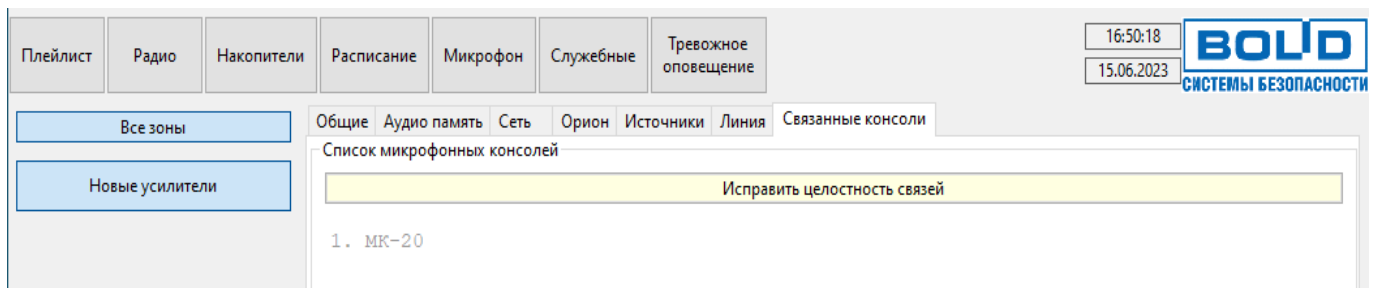 Плейлист
Радио
Накопители
Расписание
Микрофон
Служебные
Тревожное
оповещение
16:50:18
15.06.2023
BOLID
СИСТЕМЫ БЕЗОПАСНОСТИ
Все зоны
Новые усилители
Общие Аудио память Сеть Орион Источники Линия Связанные консоли
Список микрофонных консолей
Исправить целостность связей
1. МК-20